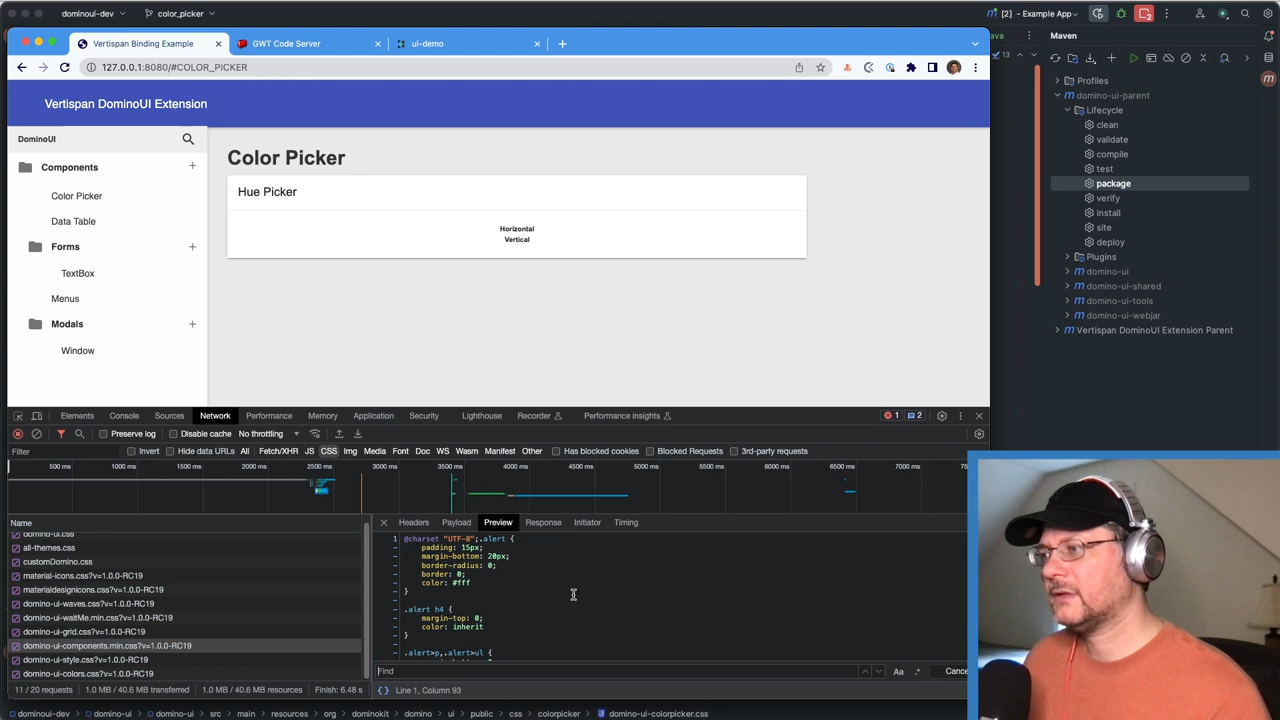 dominoui-dev
color_picker
[2] - Example App
Vertispan Binding Example
GWT Code Server
ui-demo
ava
Maven
13
127.0.0.1:8080/#COLOR_PICKER
Profiles
domino-ui-parent
Vertispan DominoUI Extension
Lifecycle
clean
DominoUI
validate
Components
Color Picker
compile
Hue Picker
test
package
Color Picker
verify
Data Table
Horizontal
install
Vertical
site
Forms
deploy
Plugins
TextBox
domino-ui
domino-ui-shared
Menus
domino-ui-tools
Modals
domino-ui-webjar
Vertispan DominoUI Extension Parent
Window
Elements
Console
Sources
Network
Performance
Memory
Application
Security
Lighthouse
Recorder
Performance insights
1
2
Preserve log
Disable cache
No throttling
Filter
Invert
Hide data URLs
All
Fetch/XHR
JS
CSS
Img
Media
Font
Doc
WS
Wasm
Manifest
Other
Has blocked cookies
Blocked Requests
3rd-party requests
500 ms
1000 ms
1500 ms
2000 ms
2500 ms
3000 ms
3500 ms
4000 ms
4500 ms
5000 ms
5500 ms
6000 ms
6500 ms
7000 ms
Name
Headers
Payload
Preview
Response
Initiator
Timing
domino-ui.css
all-themes.css
customDomino.css
material-icons.css?v=1.0.0-RC19
materialdesignicons.css?v=1.0.0-RC19
domino-ui-waves.css?v=1.0.0-RC19
domino-ui-waitMe.min.css?v=1.0.0-RC19
domino-ui-grid.css?v=1.0.0-RC19
domino-ui-components.min.css?v=1.0.0-RC19
domino-ui-style.css?v=1.0.0-RC19
domino-ui-colors.css?v=1.0.0-RC19
1 @charset "UTF-8";.alert {
- padding: 15px;
- margin-bottom: 20px;
- border-radius: 0;
- border: 0;
- color: #fff
- }
-
- .alert h4 {
- margin-top: 0;
- color: inherit
- }
-
- .alert>p,.alert>ul {
Find
Aa
.*
Cance
11 / 20 requests
1.0 MB / 40.6 MB transferred
1.0 MB / 40.6 MB resources
Finish: 6.48 s
{ } Line 1, Column 93
dominoui-dev
domino-ui
domino-ui
src
main
resources
org
dominokit
domino
ui
public
css
colorpicker
domino-ui-colorpicker.css